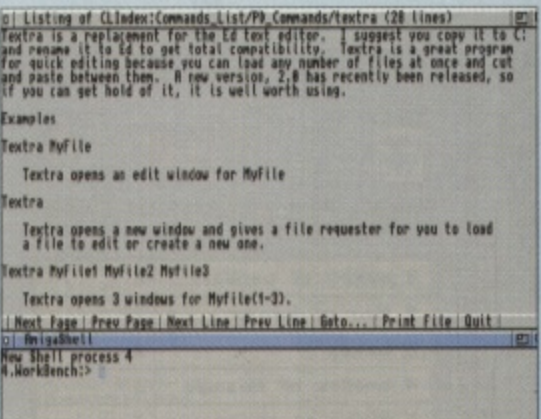 Listing of CLIndex:Commands_List/PD_Commands/textra (28 lines)
Textra is a replacement for the Ed text editor. I suggest you copy it to C:
and rename it to Ed to get total compatibility. Textra is a great program
for quick editing because you can load any number of files at once and cut
and paste between them. A new version, 2.0 has recently been released, so
if you can get hold of it, it is well worth using.
Examples
Textra MyFile
Textra opens an edit window for MyFile
Textra
Textra opens a new window and gives a file requester for you to load
a file to edit or create a new one.
Textra MyFile1 MyFile2 Myfile3
Textra opens 3 windows for Myfile(1-3).
Next Page | Prev Page | Next Line | Prev Line | Goto... | Print File | Quit
AmigaShell
New Shell process 4
4.WorkBench:>